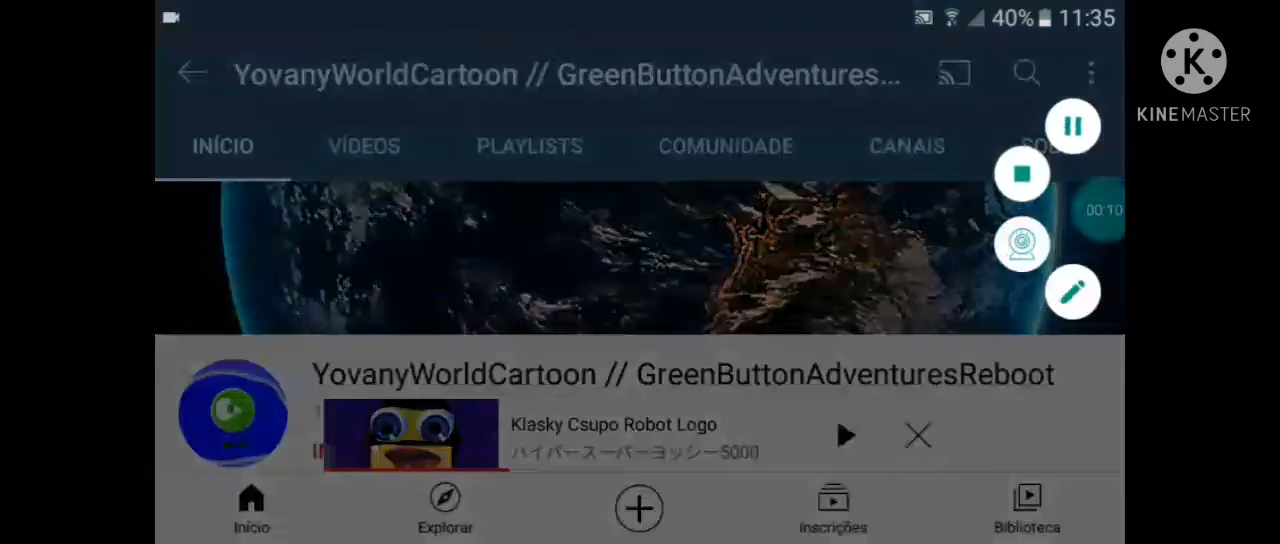 40% 11:35
YovanyWorldCartoon // GreenButtonAdventures...
INÍCIO VÍDEOS PLAYLISTS COMUNIDADE CANAIS
00:10
K
KINEMASTER
YovanyWorldCartoon // GreenButtonAdventuresReboot
Klasky Csupo Robot Logo
ハイパースーパーヨッシー5000
Início Explorar Inscrições Biblioteca